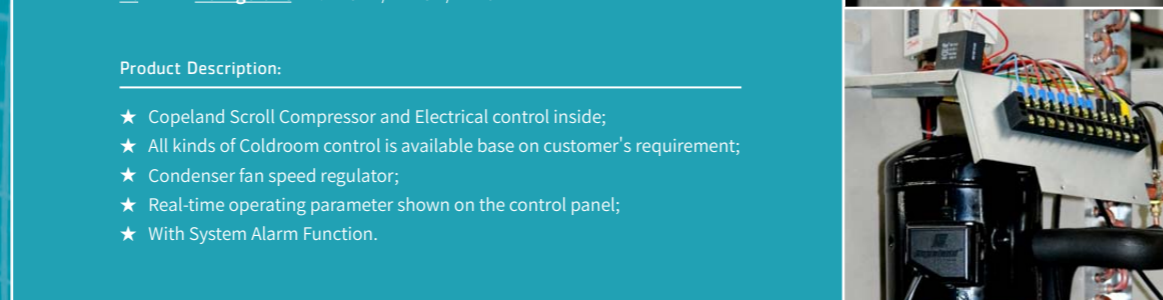 Product Description:
★ Copeland Scroll Compressor and Electrical control inside;
★ All kinds of Coldroom control is available base on customer's requirement;
★ Condenser fan speed regulator;
★ Real-time operating parameter shown on the control panel;
★ With System Alarm Function.